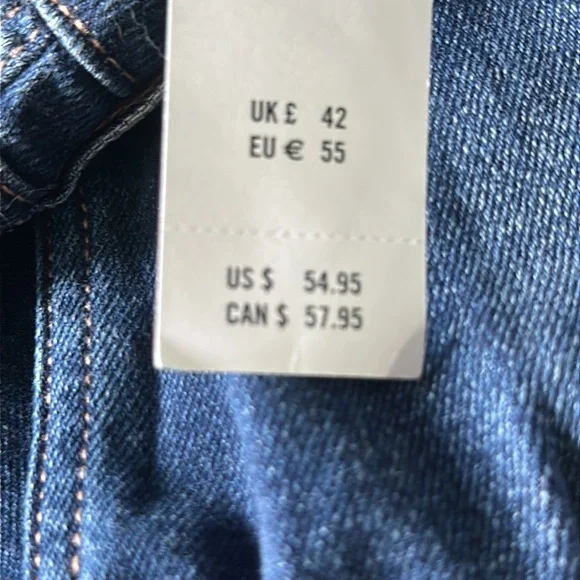 UK £ 42
EU € 55
US $ 54.95
CAN $ 57.95